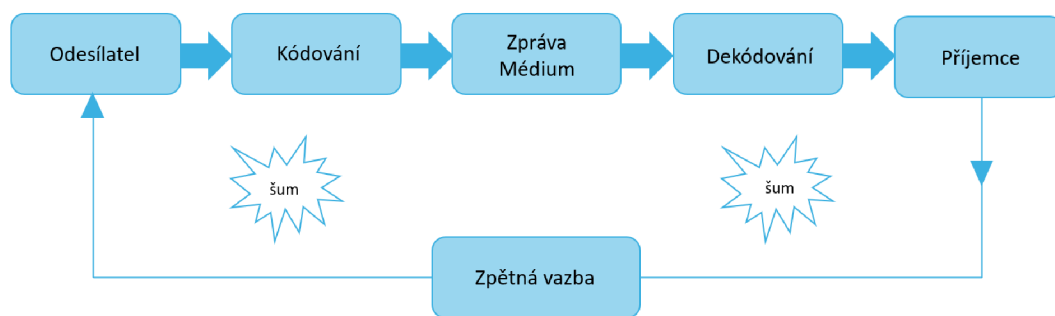 Odesílatel
Kódování
Zpráva
Médium
Dekódování
Příjemce
šum
šum
Zpětná vazba